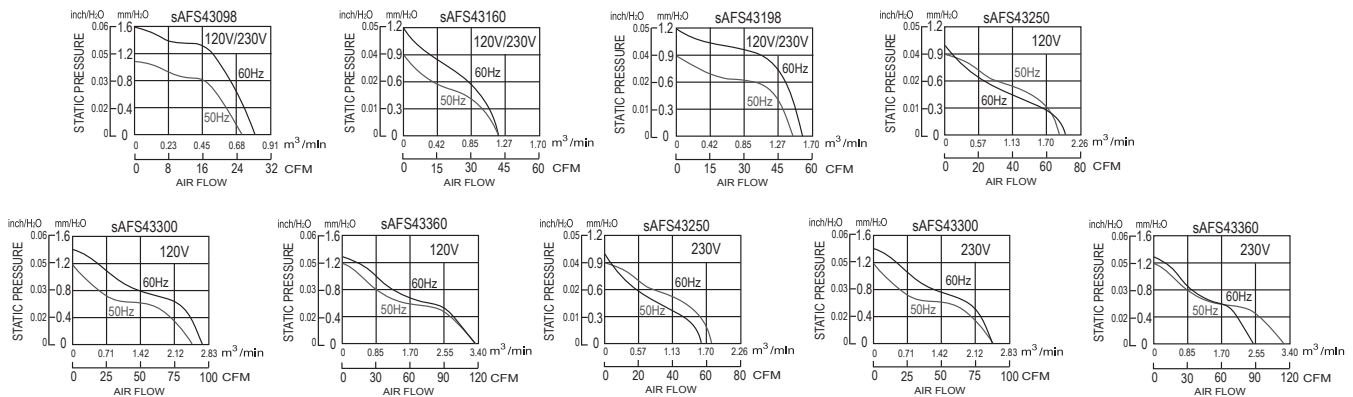 inch/H₂O mm/H₂O sAFS43098
STATIC PRESSURE
0.06 1.6
120V/230V
0.05 1.2
60Hz
0.03 0.8
0.02 0.4
50Hz
0 0
0 0.23 0.45 0.68 0.91 m³/mln
0 8 16 24 32 CFM
AIR FLOW
inch/H₂O mm/H₂O sAFS43160
STATIC PRESSURE
0.05 1.2
120V/230V
0.04 0.9
60Hz
0.02 0.6
50Hz
0.01 0.3
0 0
0 0.42 0.85 1.27 1.70 m³/mln
0 15 30 45 60 CFM
AIR FLOW
inch/H₂O mm/H₂O sAFS43198
STATIC PRESSURE
0.05 1.2
120V/230V
0.04 0.9
60Hz
0.02 0.6
50Hz
0.01 0.3
0 0
0 0.42 0.85 1.27 1.70 m³/mln
0 15 30 45 60 CFM
AIR FLOW
inch/H₂O mm/H₂O sAFS43250
STATIC PRESSURE
0.05 1.2
120V
0.04 0.9
50Hz
0.02 0.6
60Hz
0.01 0.3
0 0
0 0.57 1.13 1.70 2.26 m³/mln
0 20 40 60 80 CFM
AIR FLOW
inch/H₂O mm/H₂O sAFS43300
STATIC PRESSURE
0.06 1.6
120V
0.05 1.2
60Hz
0.03 0.8
50Hz
0.02 0.4
0 0
0 0.71 1.42 2.12 2.83 m³/mln
0 25 50 75 100 CFM
AIR FLOW
inch/H₂O mm/H₂O sAFS43360
STATIC PRESSURE
0.06 1.6
120V
0.05 1.2
60Hz
0.03 0.8
50Hz
0.02 0.4
0 0
0 0.85 1.70 2.55 3.40 m³/mln
0 30 60 90 120 CFM
AIR FLOW
inch/H₂O mm/H₂O sAFS43250
STATIC PRESSURE
0.05 1.2
230V
0.04 0.9
60Hz
0.02 0.6
50Hz
0.01 0.3
0 0
0 0.57 1.13 1.70 2.26 m³/mln
0 20 40 60 80 CFM
AIR FLOW
inch/H₂O mm/H₂O sAFS43300
STATIC PRESSURE
0.06 1.6
230V
0.05 1.2
60Hz
0.03 0.8
50Hz
0.02 0.4
0 0
0 0.71 1.42 2.12 2.83 m³/mln
0 25 50 75 100 CFM
AIR FLOW
inch/H₂O mm/H₂O sAFS43360
STATIC PRESSURE
0.06 1.6
230V
0.05 1.2
60Hz
0.03 0.8
50Hz
0.02 0.4
0 0
0 0.85 1.70 2.55 3.40 m³/mln
0 30 60 90 120 CFM
AIR FLOW